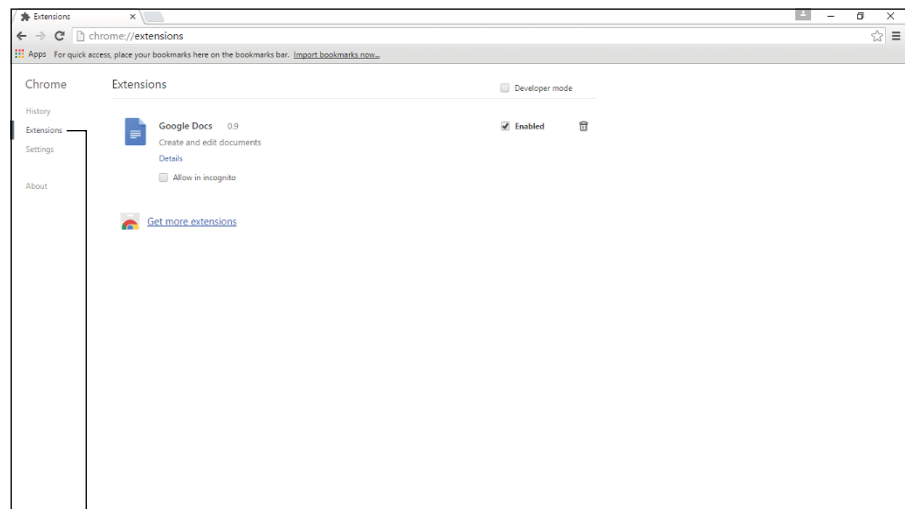 Extensions
chrome://extensions
Apps For quick access, place your bookmarks here on the bookmarks bar. Import bookmarks now...
Chrome
Extensions
Developer mode
History
Extensions
Settings
About
Google Docs 0.9
Enabled
Create and edit documents
Details
Allow in incognito
Get more extensions